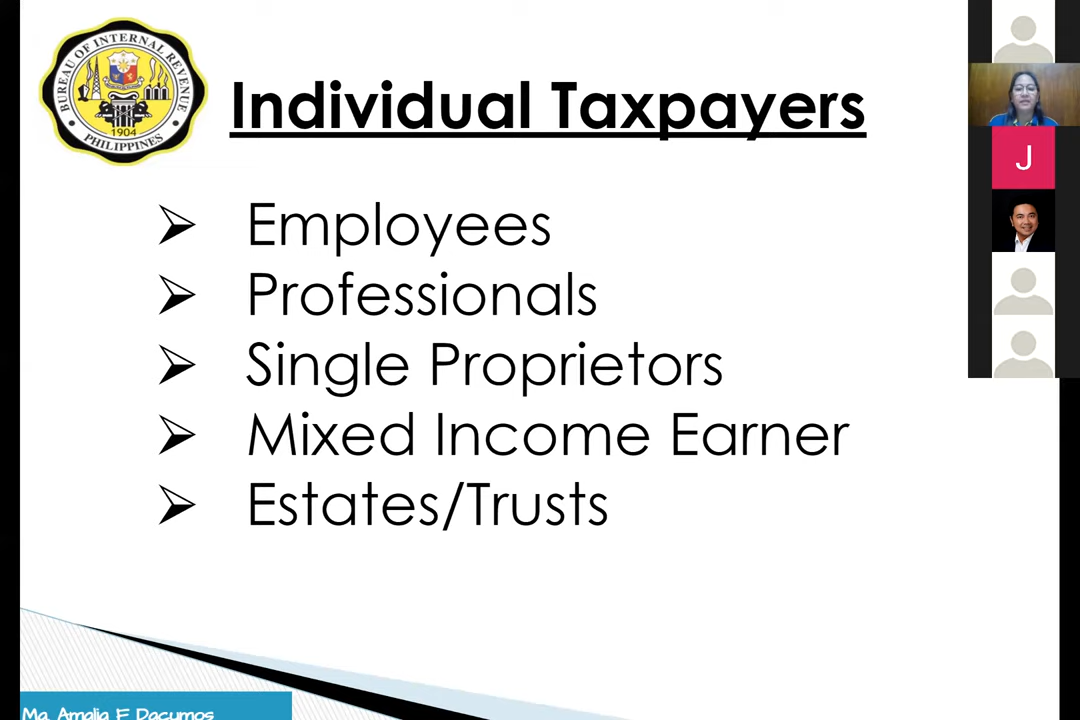 BUREAU OF INTERNAL REVENUE
1904
PHILIPPINES
Individual Taxpayers
Employees
Professionals
Single Proprietors
Mixed Income Earner
Estates/Trusts
J
Ma. Amalia E Dacumos